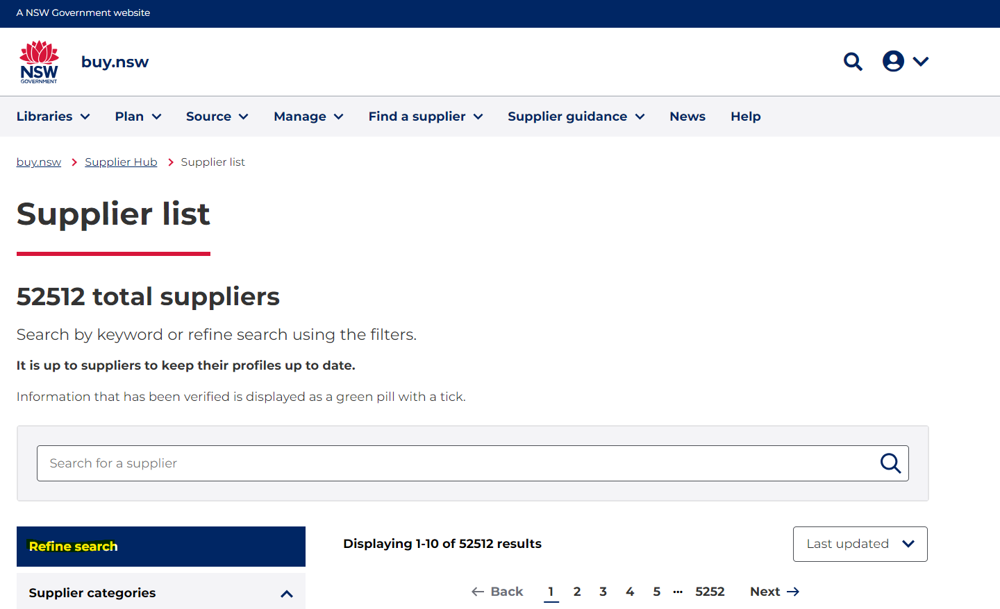 A NSW Government website
NSW
GOVERNMENT
buy.nsw
Libraries Plan Source Manage Find a supplier Supplier guidance News Help
buy.nsw Supplier Hub Supplier list
Supplier list
52512 total suppliers
Search by keyword or refine search using the filters.
It is up to suppliers to keep their profiles up to date.
Information that has been verified is displayed as a green pill with a tick.
Search for a supplier
Refine search
Displaying 1-10 of 52512 results
Last updated
Supplier categories
Back 1 2 3 4 5 ... 5252 Next